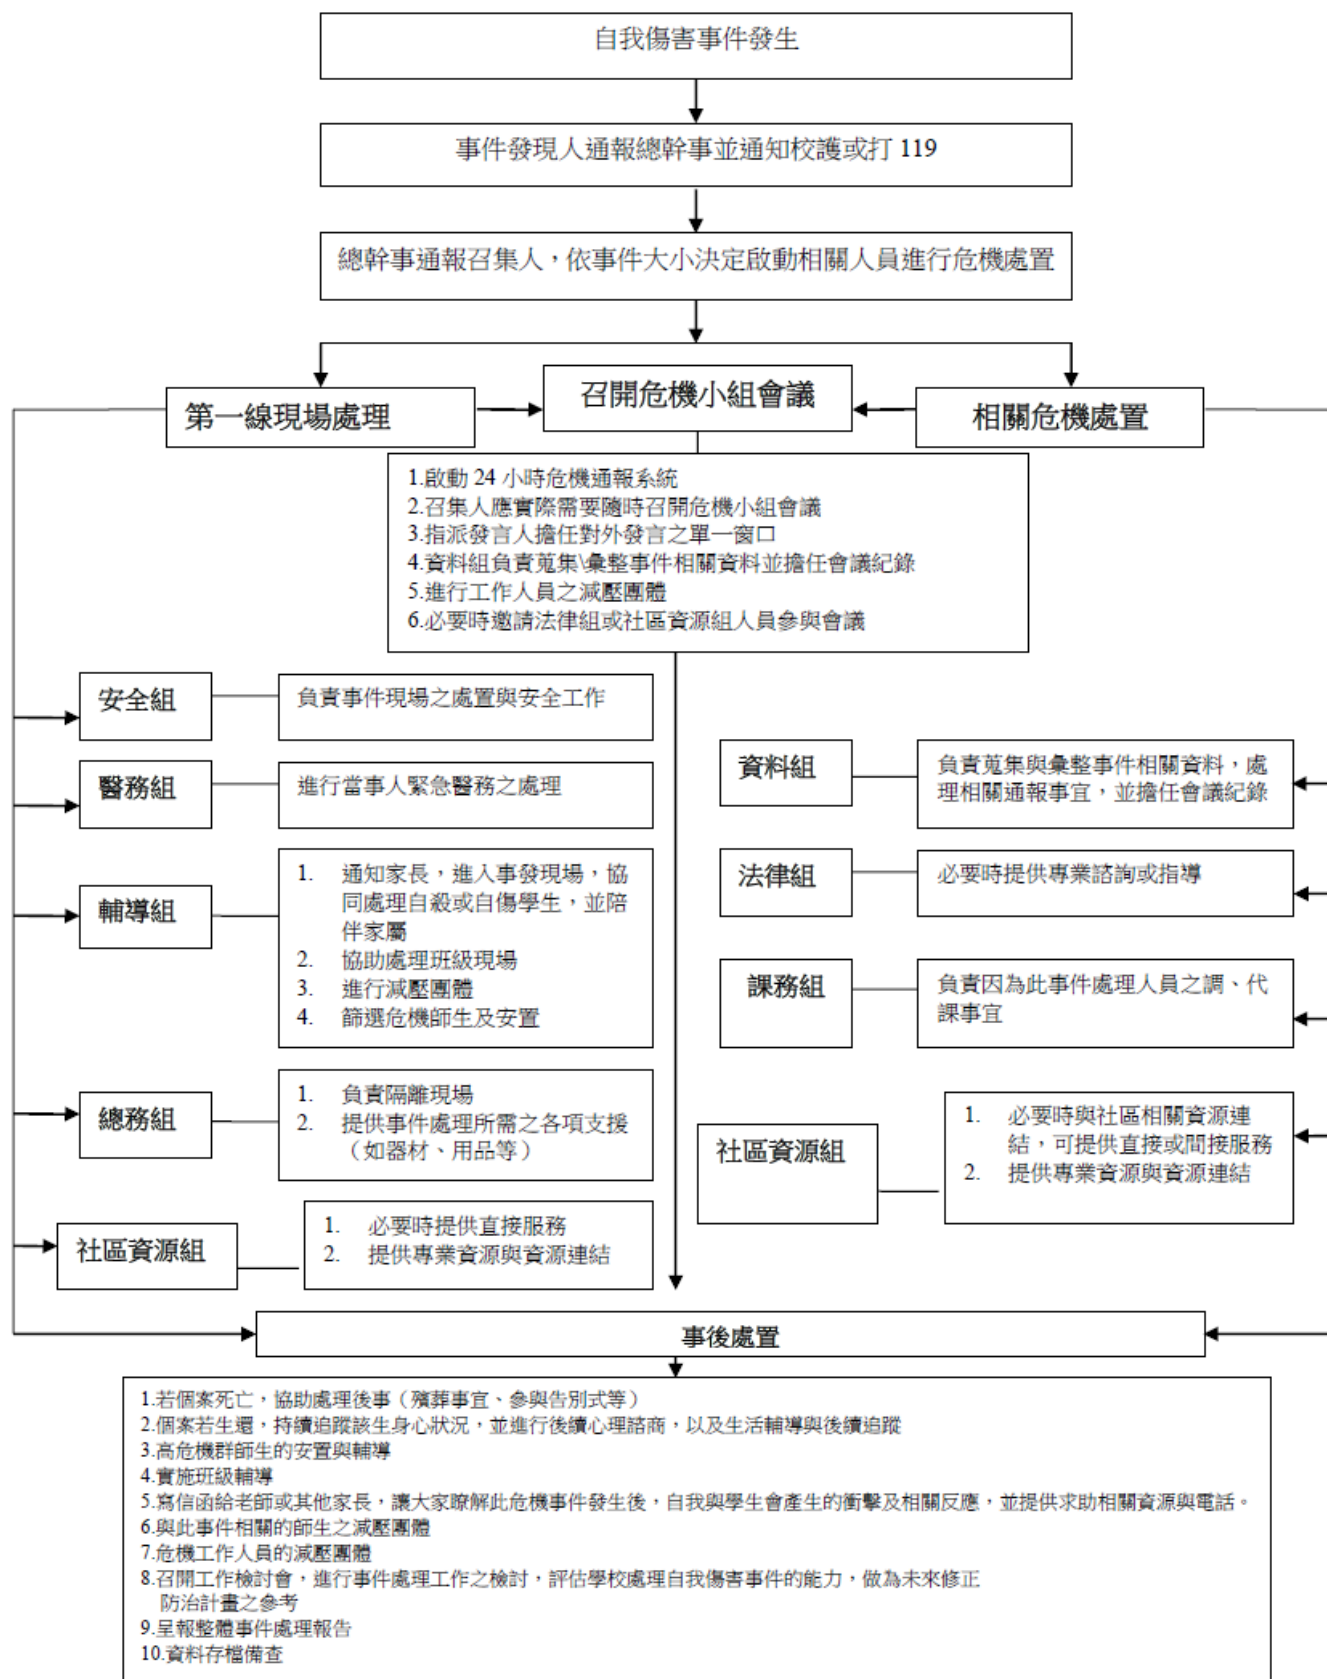 自我傷害事件發生
事件發現人通報總幹事並通知校護或打 119
總幹事通報召集人，依事件大小決定啟動相關人員進行危機處置
第一線現場處理
召開危機小組會議
相關危機處置
1.啟動 24 小時危機通報系統
2.召集人應實際需要隨時召開危機小組會議
3.指派發言人擔任對外發言之單一窗口
4.資料組負責蒐集\彙整事件相關資料並擔任會議紀錄
5.進行工作人員之減壓團體
6.必要時邀請法律組或社區資源組人員參與會議
安全組
負責事件現場之處置與安全工作
醫務組
進行當事人緊急醫務之處理
輔導組
1. 通知家長，進入事發現場，協
同處理自殺或自傷學生，並陪
伴家屬
2. 協助處理班級現場
3. 進行減壓團體
4. 篩選危機師生及安置
總務組
1. 負責隔離現場
2. 提供事件處理所需之各項支援
（如器材、用品等）
社區資源組
1. 必要時提供直接服務
2. 提供專業資源與資源連結
資料組
負責蒐集與彙整事件相關資料，處
理相關通報事宜，並擔任會議紀錄
法律組
必要時提供專業諮詢或指導
課務組
負責因為此事件處理人員之調、代
課事宜
社區資源組
1. 必要時與社區相關資源連
結，可提供直接或間接服務
2. 提供專業資源與資源連結
事後處置
1.若個案死亡，協助處理後事（殯葬事宜、參與告別式等）
2.個案若生還，持續追蹤該生身心狀況，並進行後續心理諮商，以及生活輔導與後續追蹤
3.高危機群師生的安置與輔導
4.實施班級輔導
5.寫信函給老師或其他家長，讓大家瞭解此危機事件發生後，自我與學生會產生的衝擊及相關反應，並提供求助相關資源與電話。
6.與此事件相關的師生之減壓團體
7.危機工作人員的減壓團體
8.召開工作檢討會，進行事件處理工作之檢討，評估學校處理自我傷害事件的能力，做為未來修正
防治計畫之參考
9.呈報整體事件處理報告
10.資料存檔備查